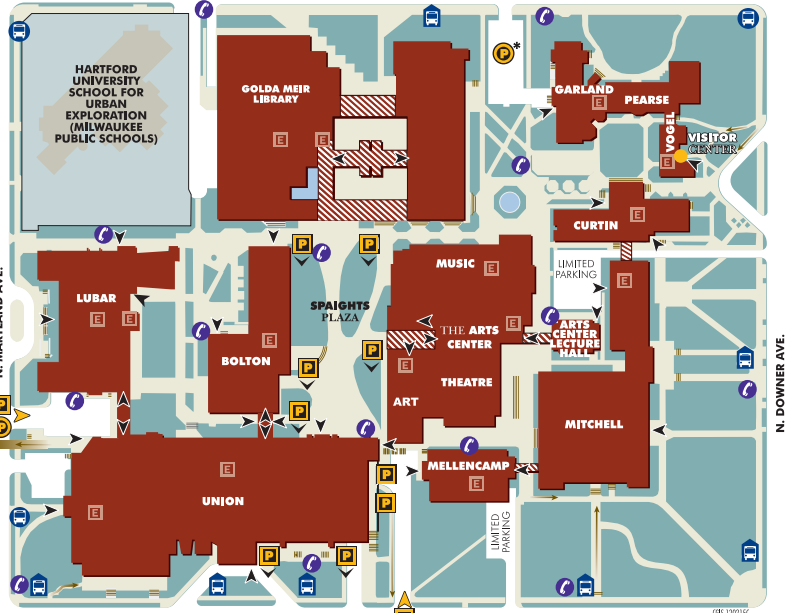 HARTFORD
UNIVERSITY
SCHOOL FOR
URBAN
EXPLORATION
(MILWAUKEE
PUBLIC SCHOOLS)
GOLDA MEIR
LIBRARY
E
E
P
*
GARLAND
E
PEARSE
VOGEL
E
VISITOR
CENTER
CURTIN
E
LIMITED
PARKING
E
N. MARYLAND AVE.
LUBAR
E
E
BOLTON
E
P
P
SPAIGHTS
PLAZA
P
P
P
MUSIC
E
E
THE ARTS
CENTER
E
THEATRE
ART
ARTS
CENTER
LECTURE
HALL
MITCHELL
N. DOWNER AVE.
P
P
MELLENCAMP
E
P
P
UNION
E
E
P
P
LIMITED
PARKING